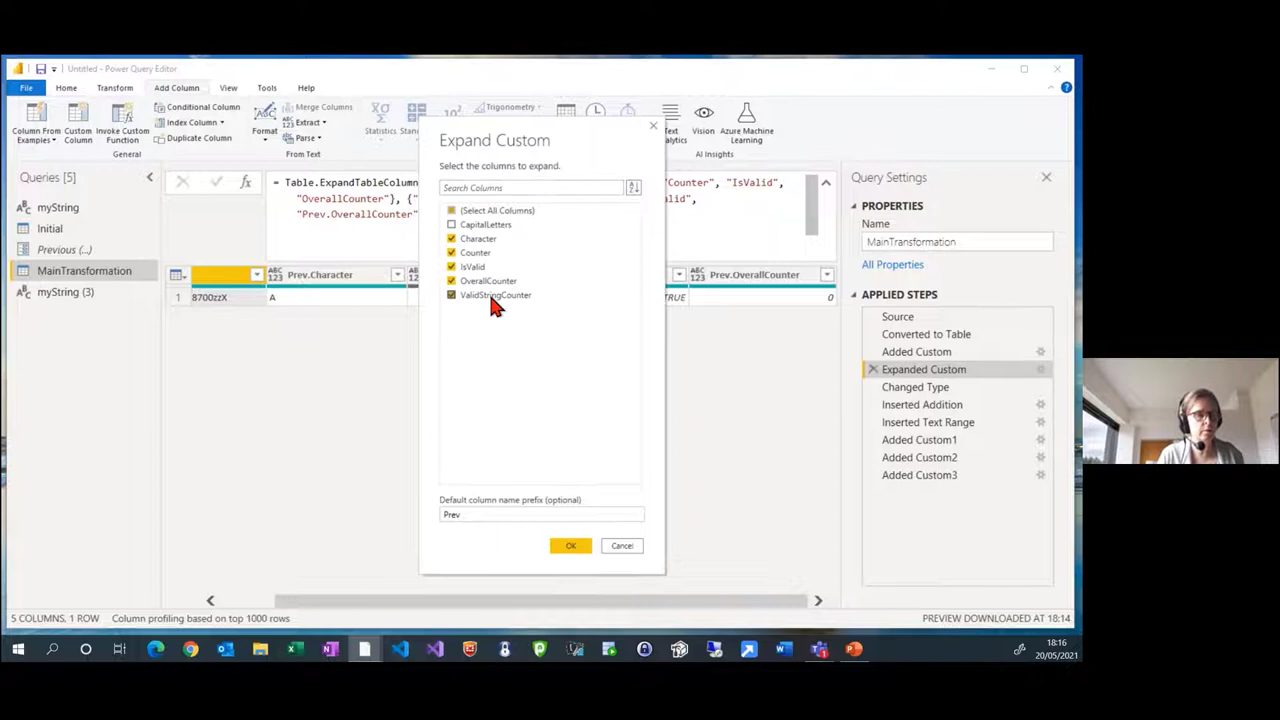 Untitled - Power Query Editor
File Home Transform Add Column View Tools Help
Column From Examples
Custom Column
Invoke Custom Function
General
Conditional Column
Index Column
Duplicate Column
Format
Merge Columns
Extract
Parse
From Text
Statistics
10²
Trigonometry
Text Analytics
Vision
Azure Machine Learning
AI Insights
Queries [5]
myString
Initial
Previous (...)
MainTransformation
myString (3)
fx
= Table.ExpandTableColumn
"OverallCounter"}, {"
"Prev.OverallCounter"
"Counter", "IsValid",
ABC 123 Prev.Character
ABC 123 Prev.OverallCounter
1 8700zzX A
TRUE 0
Expand Custom
Select the columns to expand.
Search Columns
(Select All Columns)
CapitalLetters
Character
Counter
IsValid
OverallCounter
ValidStringCounter
Default column name prefix (optional)
Prev
OK Cancel
Query Settings
PROPERTIES
Name
MainTransformation
All Properties
APPLIED STEPS
Source
Converted to Table
Added Custom
Expanded Custom
Changed Type
Inserted Addition
Inserted Text Range
Added Custom1
Added Custom2
Added Custom3
5 COLUMNS, 1 ROW Column profiling based on top 1000 rows
PREVIEW DOWNLOADED AT 18:14
18:16
20/05/2021